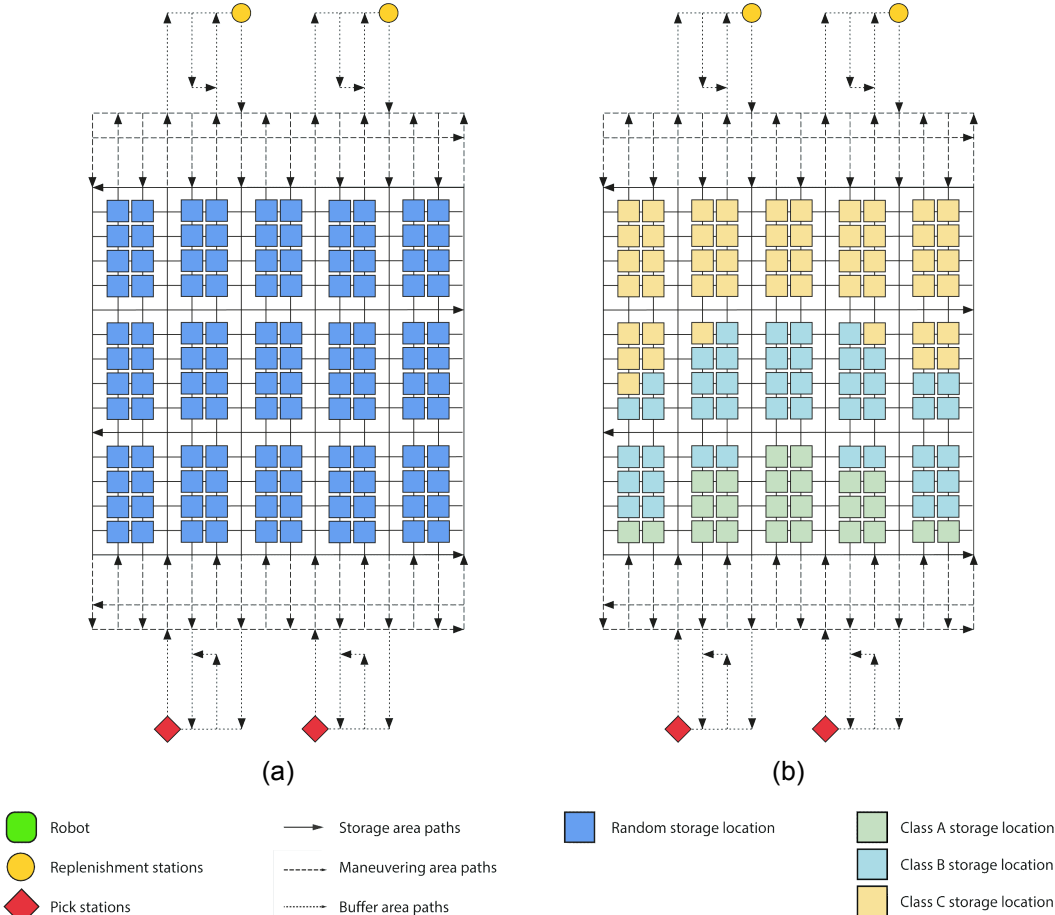 (a)
(b)
Robot
Replenishment stations
Pick stations
Storage area paths
Maneuvering area paths
Buffer area paths
Random storage location
Class A storage location
Class B storage location
Class C storage location